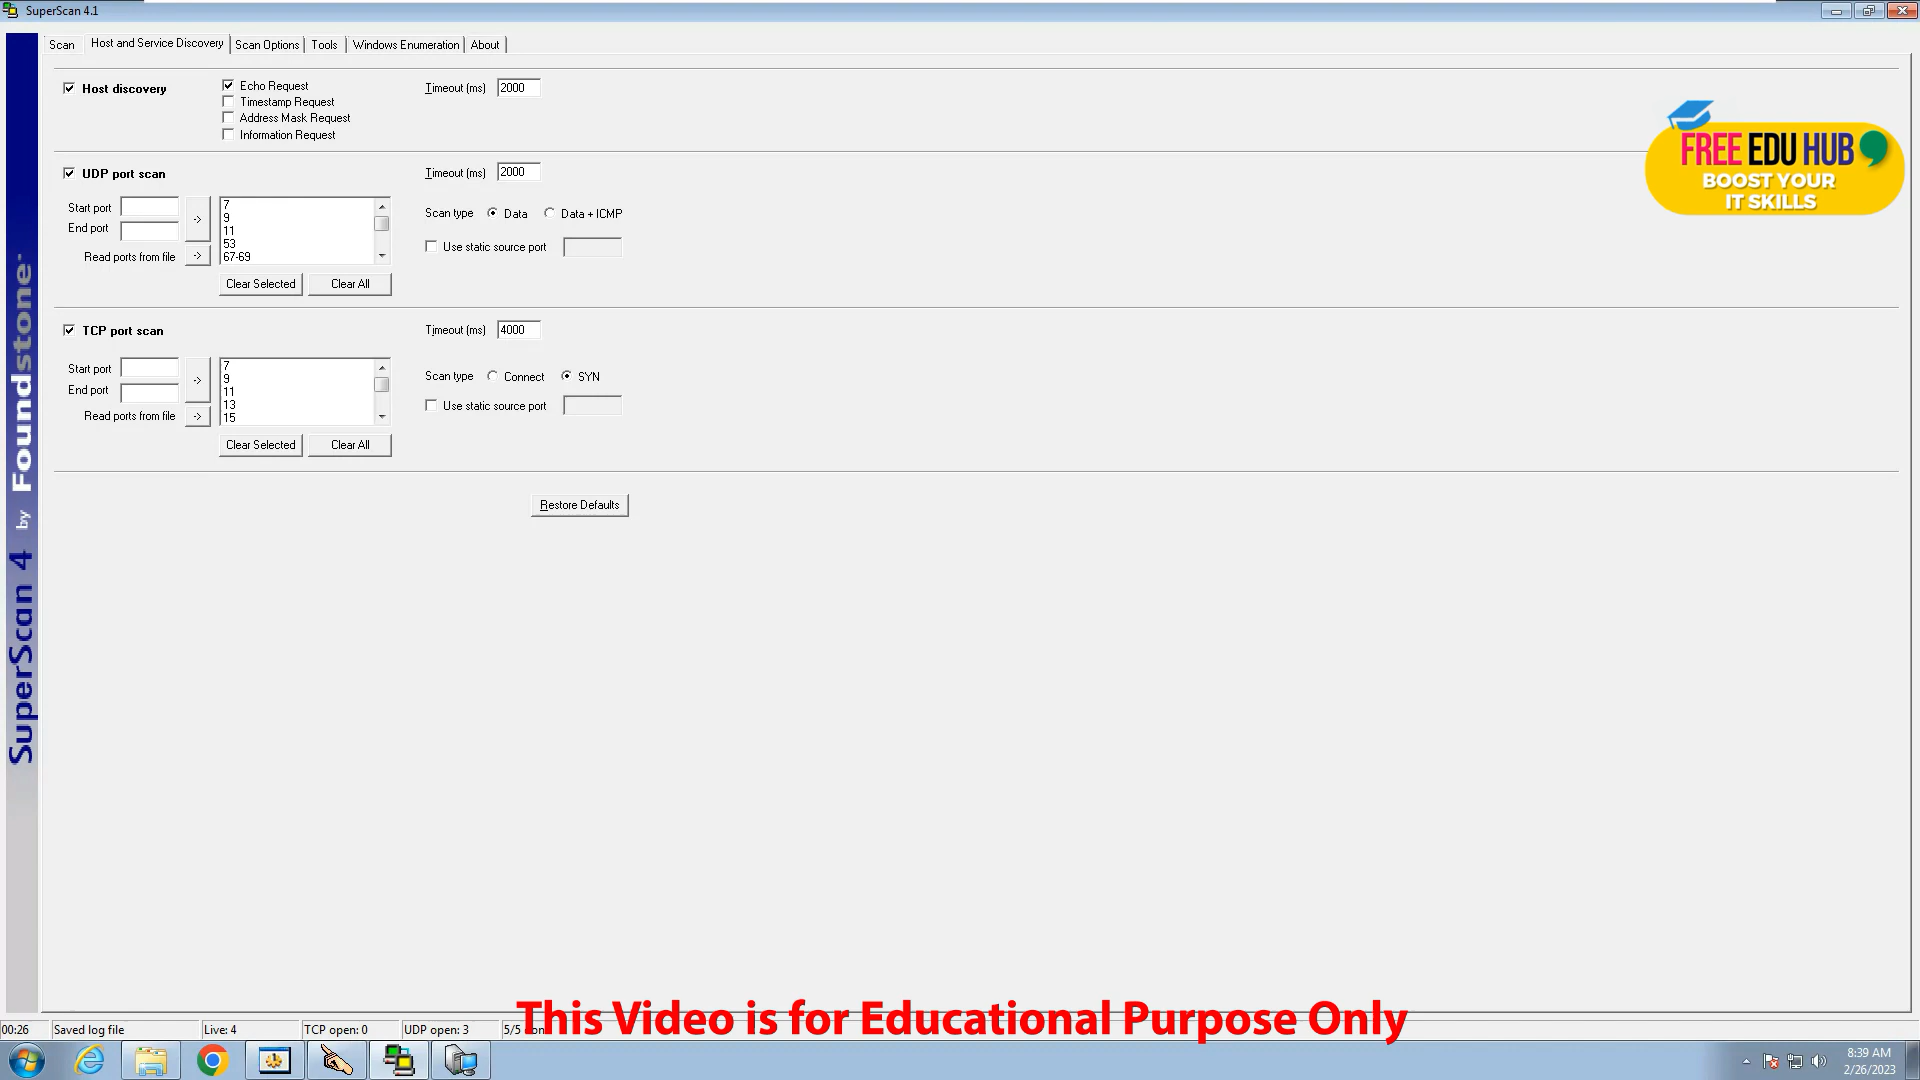 SuperScan 4.1
Scan
Host and Service Discovery
Scan Options
Tools
Windows Enumeration
About
Host discovery
Echo Request
Timestamp Request
Address Mask Request
Information Request
Timeout (ms) 2000
FREE EDU HUB
BOOST YOUR
IT SKILLS
UDP port scan
Timeout (ms) 2000
Start port
End port
Read ports from file
->
->
7
9
11
53
67-69
Clear Selected
Clear All
Scan type Data Data + ICMP
Use static source port
TCP port scan
Timeout (ms) 4000
Start port
End port
Read ports from file
->
->
7
9
11
13
15
Clear Selected
Clear All
Scan type Connect SYN
Use static source port
Restore Defaults
SuperScan 4 by Foundstone
This Video is for Educational Purpose Only
00:26
Saved log file
Live: 4
TCP open: 0
UDP open: 3
5/5
8:39 AM
2/26/2023